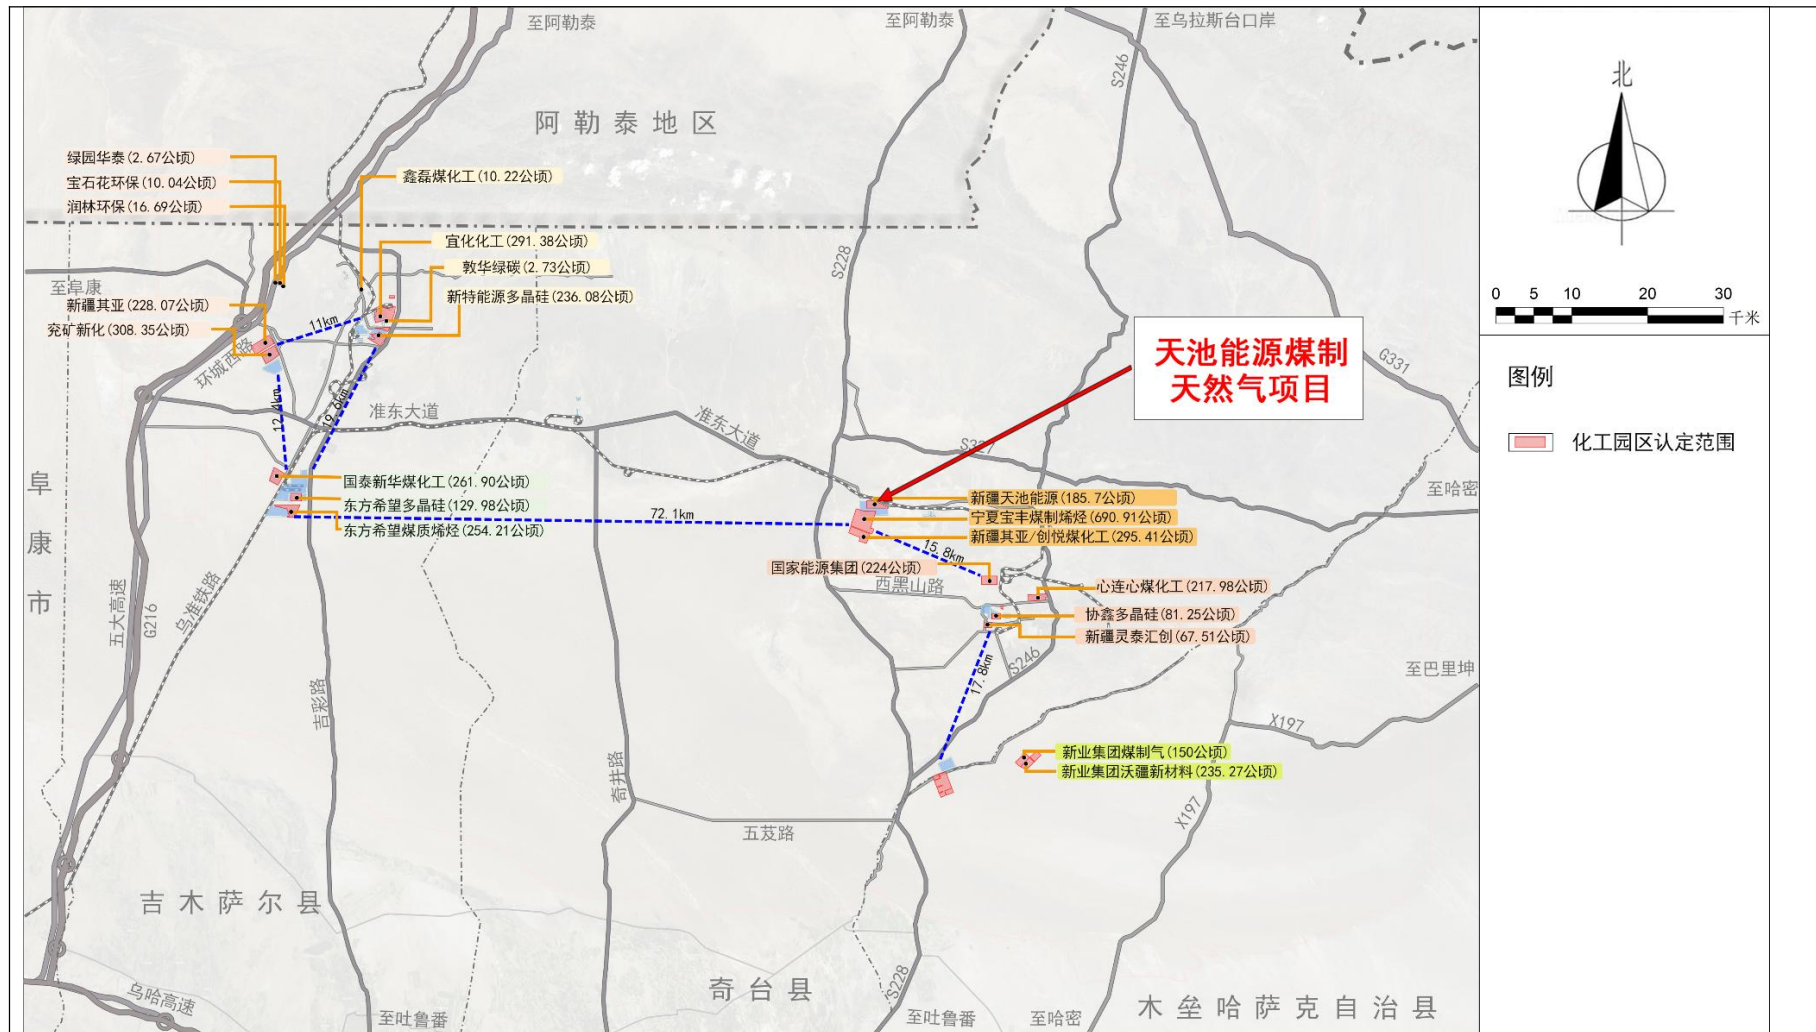 至阿勒泰
至阿勒泰
至乌拉斯台口岸
S246
阿勒泰地区
绿园华泰(2.67公顷)
宝石花环保(10.04公顷)
润林环保(16.69公顷)
鑫磊煤化工(10.22公顷)
宜化化工(291.38公顷)
敦华绿碳(2.73公顷)
新特能源多晶硅(236.08公顷)
至阜康
新疆其亚(228.07公顷)
兖矿新化(308.35公顷)
11km
环城西路
12.4km
19.6km
准东大道
准东大道
S228
S327
G331
天池能源煤制
天然气项目
国泰新华煤化工(261.90公顷)
东方希望多晶硅(129.98公顷)
东方希望煤质烯烃(254.21公顷)
72.1km
新疆天池能源(185.7公顷)
宁夏宝丰煤制烯烃(690.91公顷)
新疆其亚/创悦煤化工(295.41公顷)
15.8km
至哈密
国家能源集团(224公顷)
西黑山路
心连心煤化工(217.98公顷)
协鑫多晶硅(81.25公顷)
新疆灵泰汇创(67.51公顷)
17.8km
S246
至巴里坤
X197
阜康市
五大高速
G216
乌准铁路
吉彩路
奇井路
新业集团煤制气(150公顷)
新业集团沃疆新材料(235.27公顷)
X197
五芨路
吉木萨尔县
奇台县
木垒哈萨克自治县
乌哈高速
至吐鲁番
S228
至吐鲁番
至哈密
北
0 5 10 20 30
千米
图例
化工园区认定范围